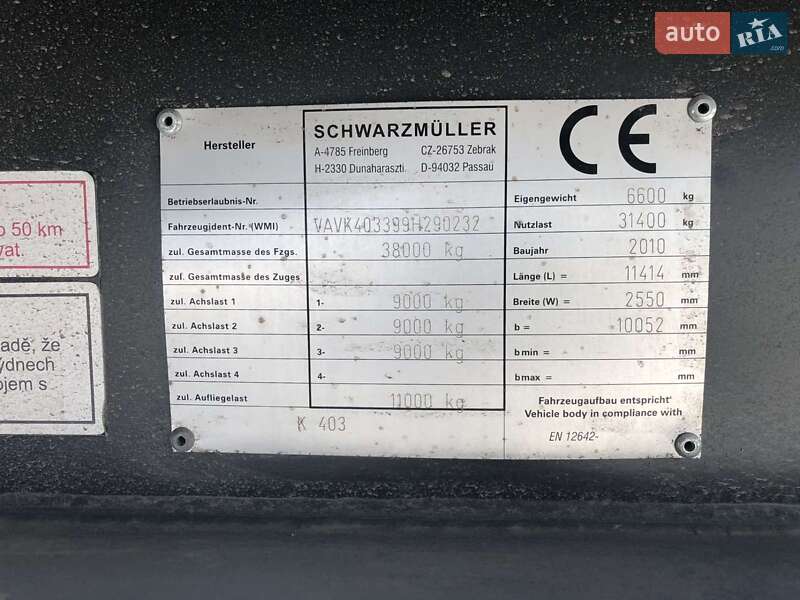 auto RIA .com
Hersteller
SCHWARZMÜLLER
A-4785 Freinberg CZ-26753 Zebrak
H-2330 Dunaharaszti. D-94032 Passau
CE
Betriebserlaubnis-Nr.
Fahrzeugident-Nr. (WMI) VAVK403399H290232
zul. Gesamtmasse des Fzgs. 38000 kg
zul. Gesamtmasse des Zuges
zul. Achslast 1 1- 9000 kg
zul. Achslast 2 2- 9000 kg
zul. Achslast 3 3- 9000 kg
zul. Achslast 4 4-
zul. Aufliegelast 11000 kg
K 403
Eigengewicht 6600 kg
Nutzlast 31400 kg
Baujahr 2010
Länge (L) = 11414 mm
Breite (W) = 2550 mm
b = 10052 mm
b min = mm
b max = mm
Fahrzeugaufbau entspricht
Vehicle body in compliance with
EN 12642-
o 50 km
vat.
adě, že
ýdnech
ojem s